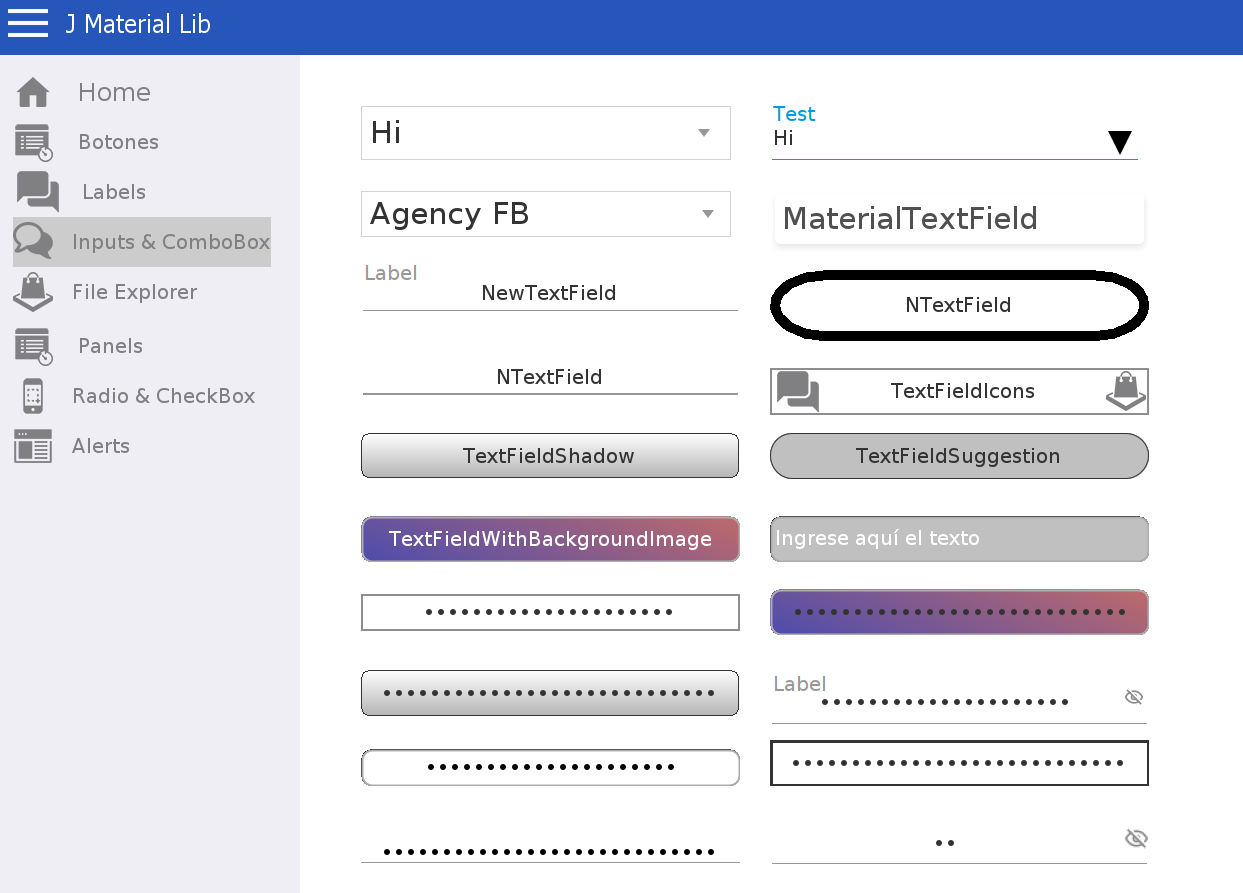 J Material Lib
Home
Botones
Labels
Inputs & ComboBox
File Explorer
Panels
Radio & CheckBox
Alerts
Hi
Test
Hi
Agency FB
MaterialTextField
Label
NewTextField
NTextField
NTextField
TextFieldIcons
TextFieldShadow
TextFieldSuggestion
TextFieldWithBackgroundImage
Ingrese aquí el texto
Label